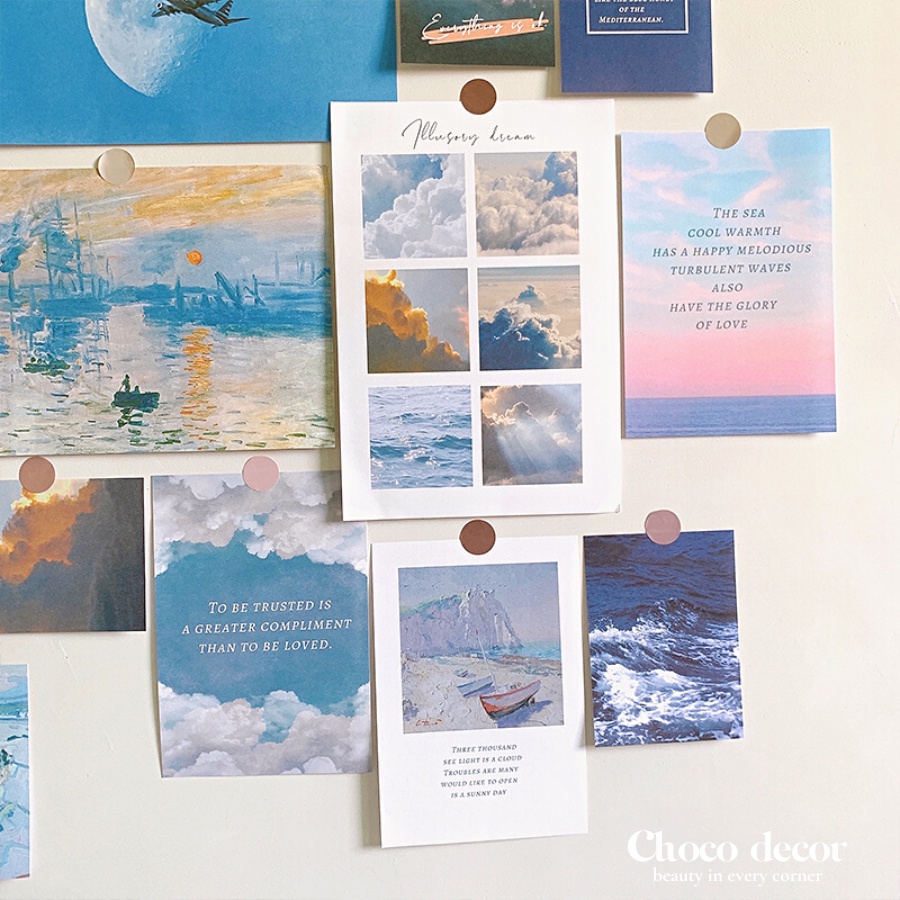 Everything is ok
OF THE
MEDITERRANEAN.
Illusory dream
THE SEA
COOL WARMTH
HAS A HAPPY MELODIOUS
TURBULENT WAVES
ALSO
HAVE THE GLORY
OF LOVE
TO BE TRUSTED IS
A GREATER COMPLIMENT
THAN TO BE LOVED.
THREE THOUSAND
SEE LIGHT IS A CLOUD
TROUBLES ARE MANY
WOULD LIKE TO OPEN
IS A SUNNY DAY
Choco decor
beauty in every corner